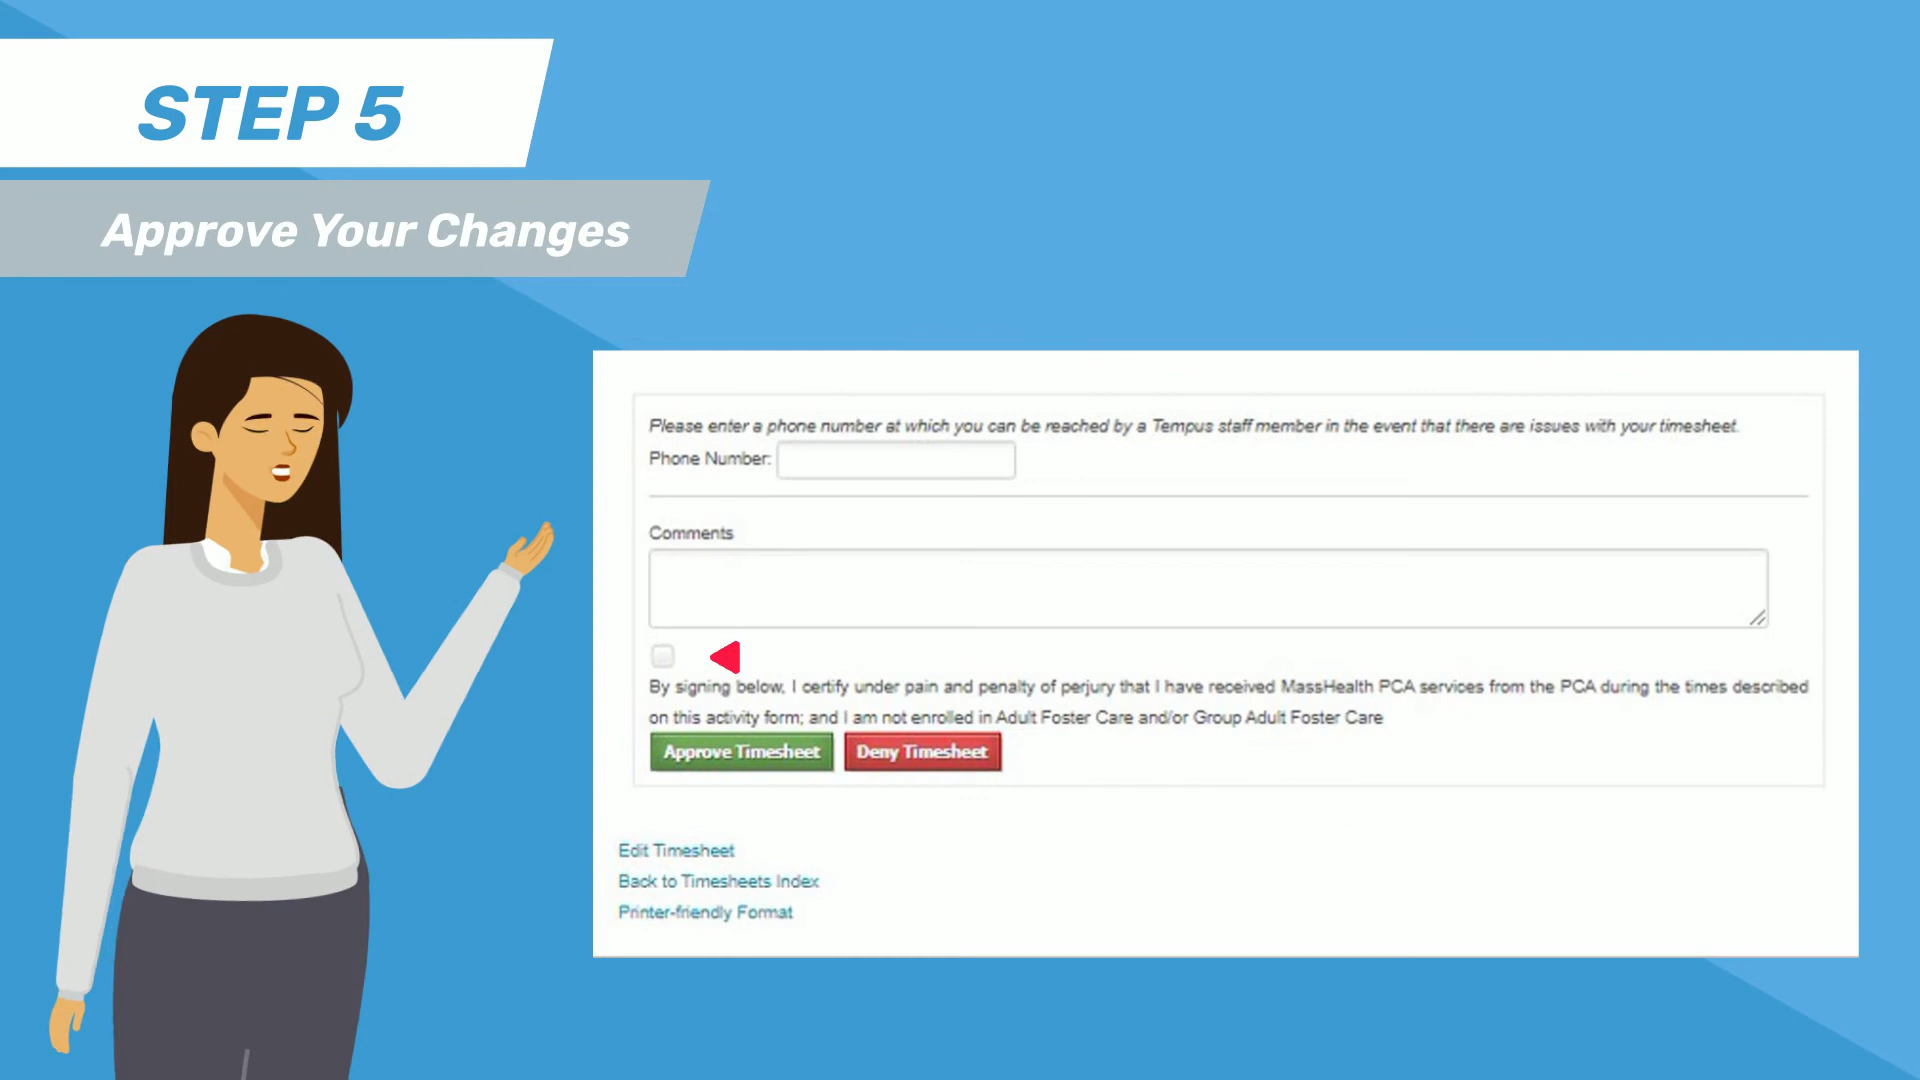 STEP 5
Approve Your Changes
Please enter a phone number at which you can be reached by a Tempus staff member in the event that there are issues with your timesheet.
Phone Number:
Comments
By signing below, I certify under pain and penalty of perjury that I have received MassHealth PCA services from the PCA during the times described
on this activity form; and I am not enrolled in Adult Foster Care and/or Group Adult Foster Care
Approve Timesheet Deny Timesheet
Edit Timesheet
Back to Timesheets Index
Printer-friendly Format